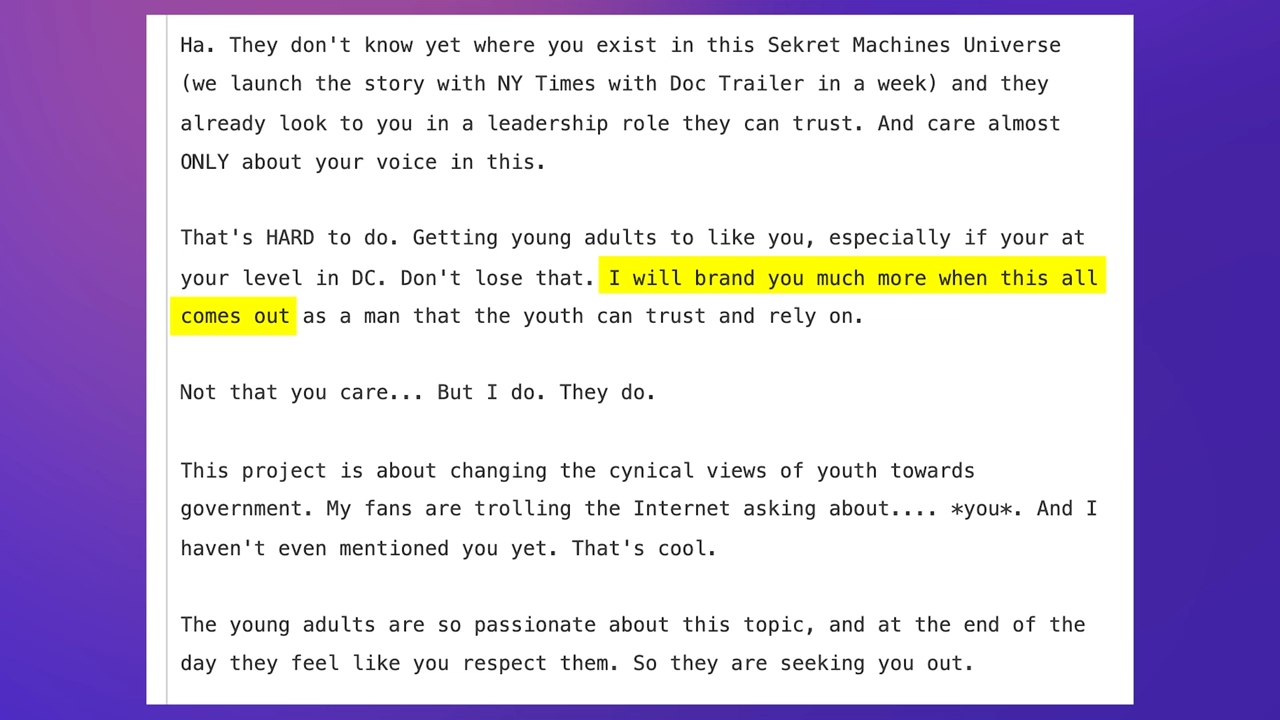 Ha. They don't know yet where you exist in this Sekret Machines Universe
(we launch the story with NY Times with Doc Trailer in a week) and they
already look to you in a leadership role they can trust. And care almost
ONLY about your voice in this.
That's HARD to do. Getting young adults to like you, especially if your at
your level in DC. Don't lose that. I will brand you much more when this all
comes out as a man that the youth can trust and rely on.
Not that you care... But I do. They do.
This project is about changing the cynical views of youth towards
government. My fans are trolling the Internet asking about.... *you*. And I
haven't even mentioned you yet. That's cool.
The young adults are so passionate about this topic, and at the end of the
day they feel like you respect them. So they are seeking you out.